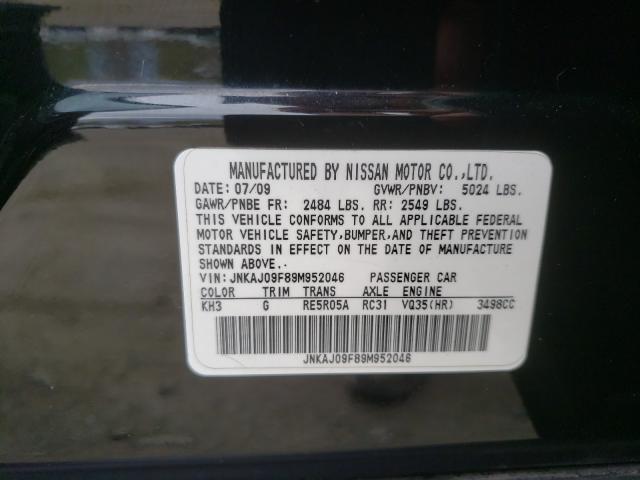 MANUFACTURED BY NISSAN MOTOR CO.,LTD.
DATE: 07/09 GVWR/PNBV: 5024 LBS.
GAWR/PNBE FR: 2484 LBS. RR: 2549 LBS.
THIS VEHICLE CONFORMS TO ALL APPLICABLE FEDERAL
MOTOR VEHICLE SAFETY,BUMPER,AND THEFT PREVENTION
STANDARDS IN EFFECT ON THE DATE OF MANUFACTURE
SHOWN ABOVE.
VIN:JNKAJ09F89M952046 PASSENGER CAR
COLOR TRIM TRANS AXLE ENGINE
KH3 G RE5R05A RC31 VQ35(HR) 3498CC
JNKAJ09F89M952046